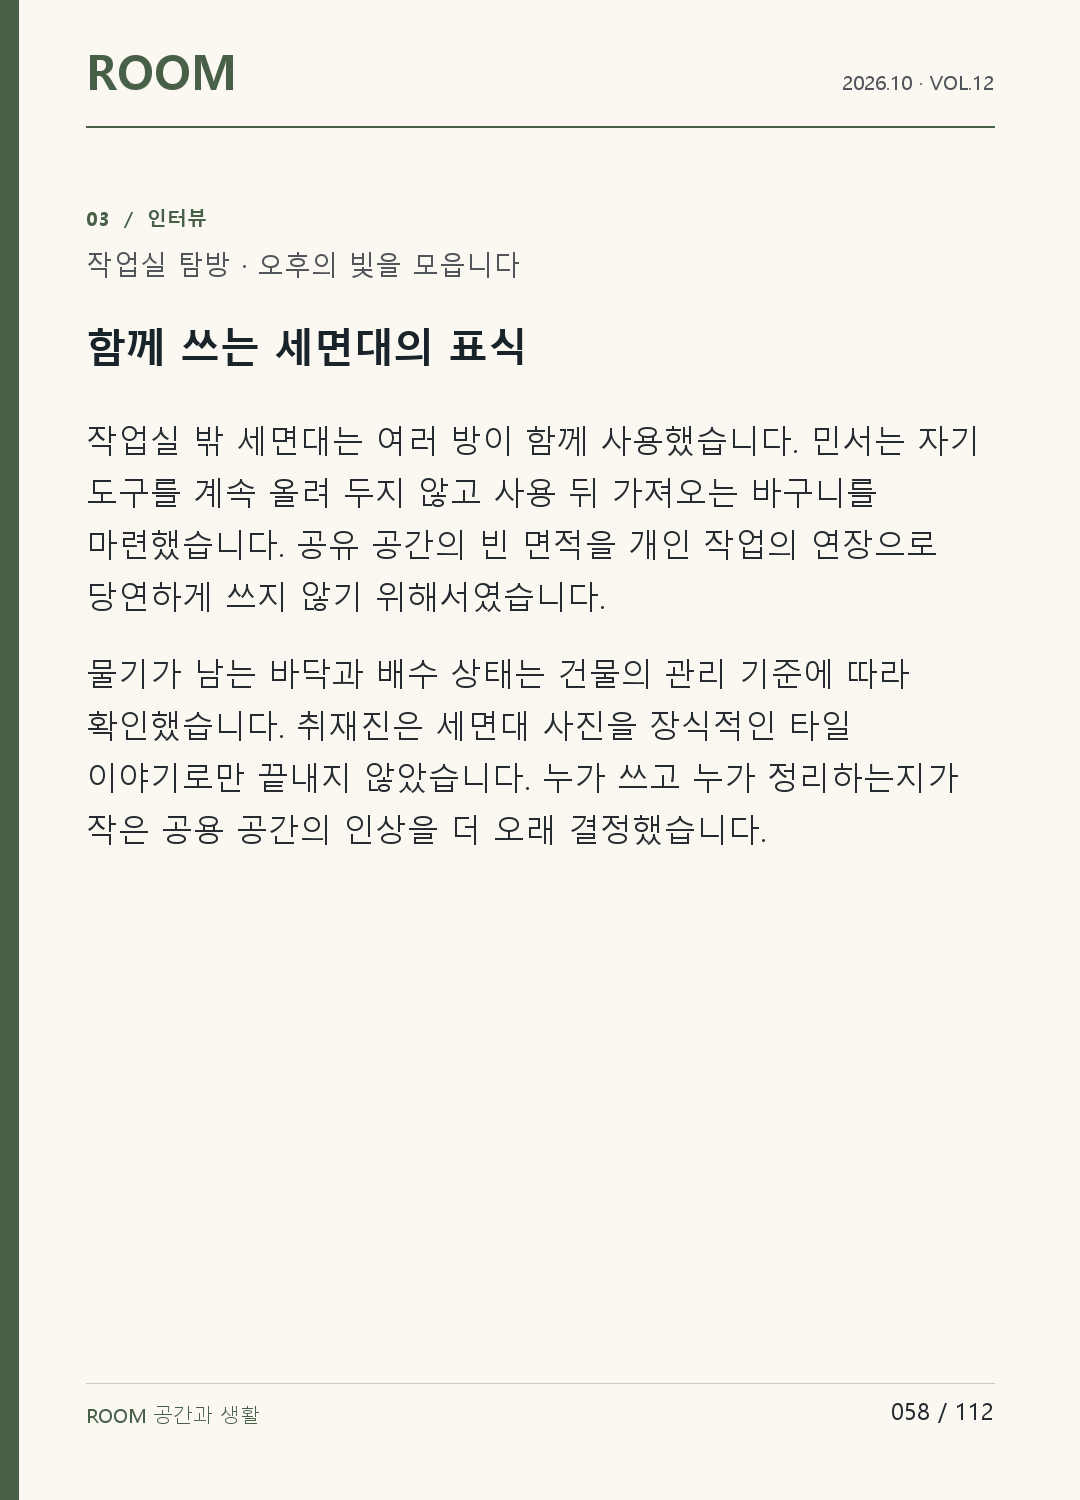 ROOM
2026.10 · VOL.12
03 / 인터뷰
작업실 탐방 · 오후의 빛을 모읍니다
함께 쓰는 세면대의 표식
작업실 밖 세면대는 여러 방이 함께 사용했습니다. 민서는 자기
도구를 계속 올려 두지 않고 사용 뒤 가져오는 바구니를
마련했습니다. 공유 공간의 빈 면적을 개인 작업의 연장으로
당연하게 쓰지 않기 위해서였습니다.
물기가 남는 바닥과 배수 상태는 건물의 관리 기준에 따라
확인했습니다. 취재진은 세면대 사진을 장식적인 타일
이야기로만 끝내지 않았습니다. 누가 쓰고 누가 정리하는지가
작은 공용 공간의 인상을 더 오래 결정했습니다.
ROOM 공간과 생활
058 / 112